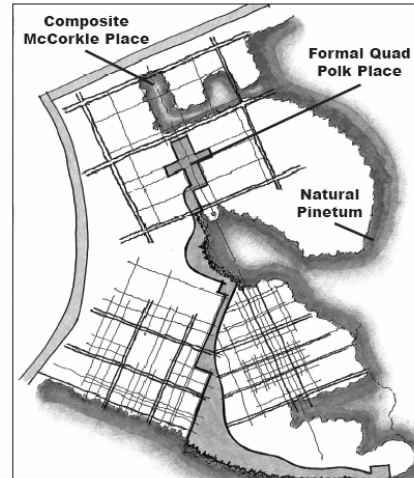 Composite
McCorkle Place
Formal Quad
Polk Place
Natural
Pinetum